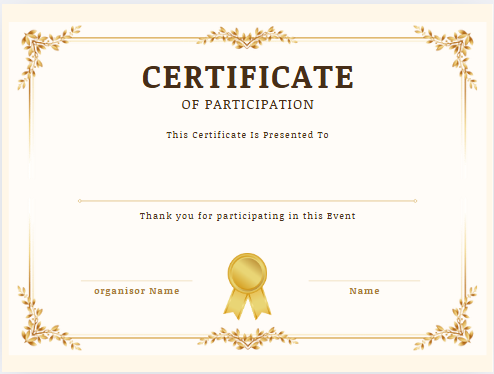 CERTIFICATE
OF PARTICIPATION
This Certificate Is Presented To
Thank you for participating in this Event
organisor Name
Name